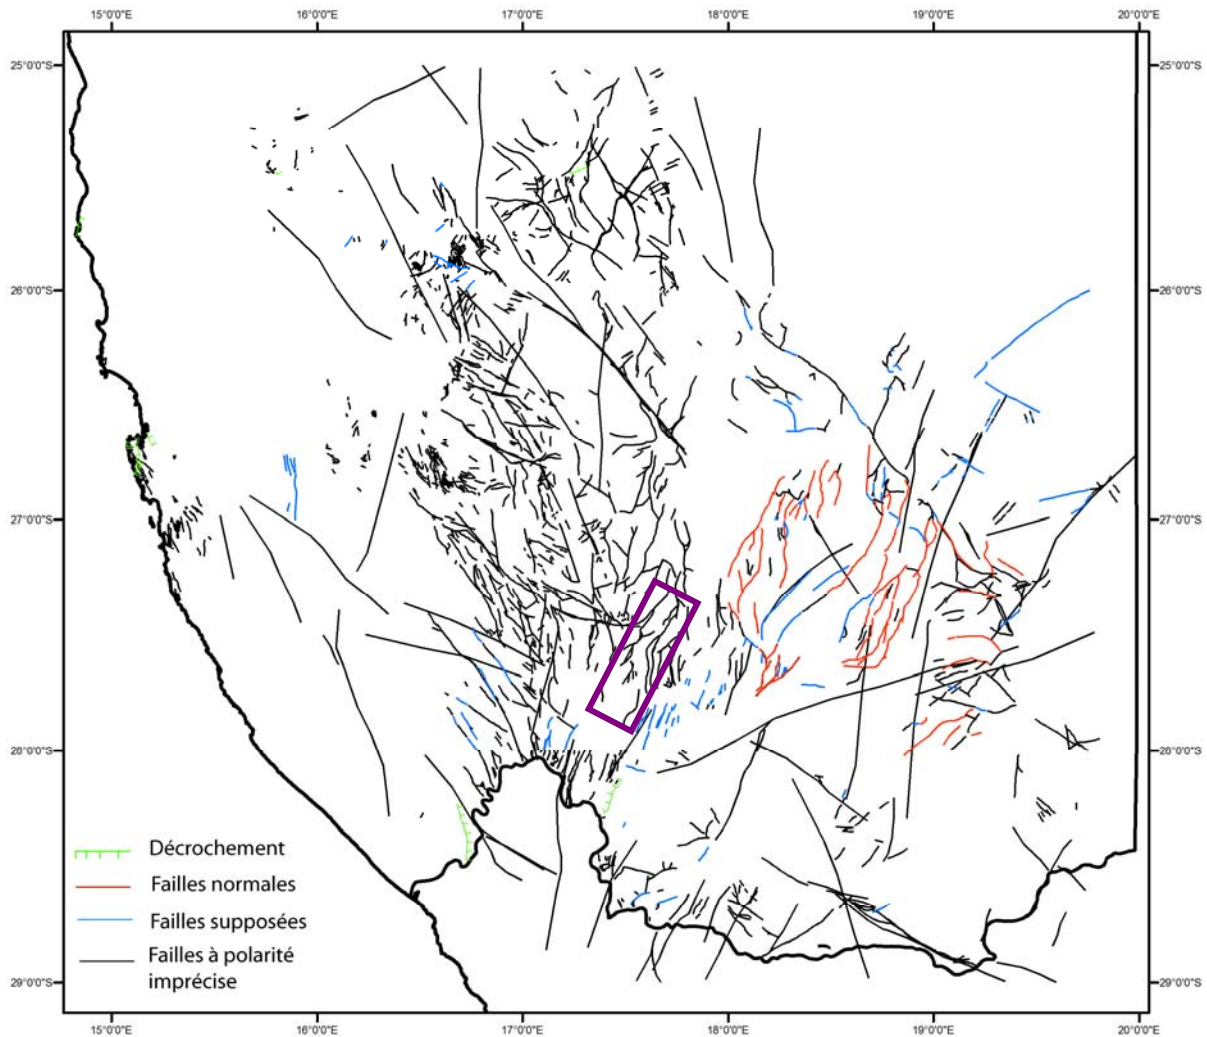 15°0'0"E 16°0'0"E 17°0'0"E 18°0'0"E 19°0'0"E 20°0'0"E
25°0'0"S 25°0'0"S
26°0'0"S 26°0'0"S
27°0'0"S 27°0'0"S
20°0'0"S 20°0'0"S
Décrochement
Failles normales
Failles supposées
Failles à polarité
imprécise
29°0'0"S 29°0'0"S
15°0'0"E 16°0'0"E 17°0'0"E 18°0'0"E 19°0'0"E 20°0'0"E